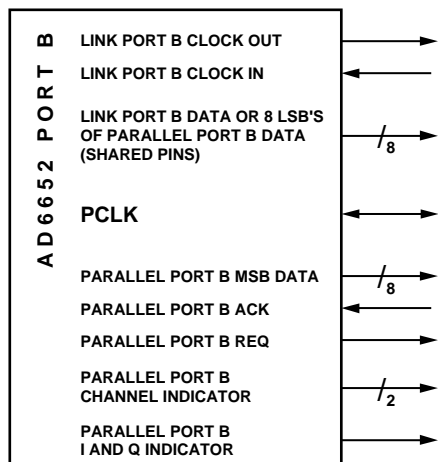 AD6652 PORT B
LINK PORT B CLOCK OUT
LINK PORT B CLOCK IN
LINK PORT B DATA OR 8 LSB'S
OF PARALLEL PORT B DATA
(SHARED PINS)
/8
PCLK
PARALLEL PORT B MSB DATA
/8
PARALLEL PORT B ACK
PARALLEL PORT B REQ
PARALLEL PORT B
CHANNEL INDICATOR
/2
PARALLEL PORT B
I AND Q INDICATOR